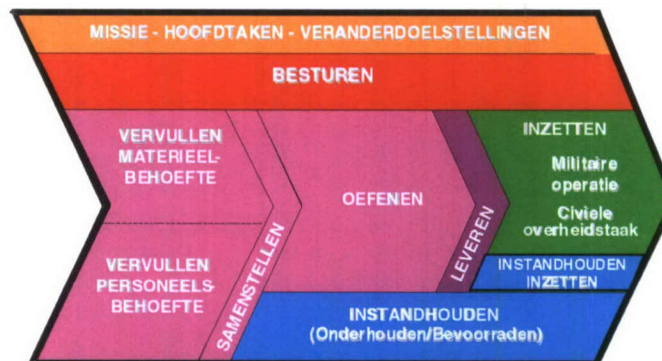 MISSIE - HOOFDTAKEN - VERANDERDOELSTELLINGEN
BESTUREN
VERVULLEN
MATERIEEL-
BEHOEFTE
VERVULLEN
PERSONEELS-
BEHOEFTE
SAMENSTELLEN
OEFENEN
LEVEREN
INZETTEN
Militaire
operatie
Civiele
overheidstaak
INSTANDHOUDEN
INZETTEN
INSTANDHOUDEN
(Onderhouden/Bevoorraden)